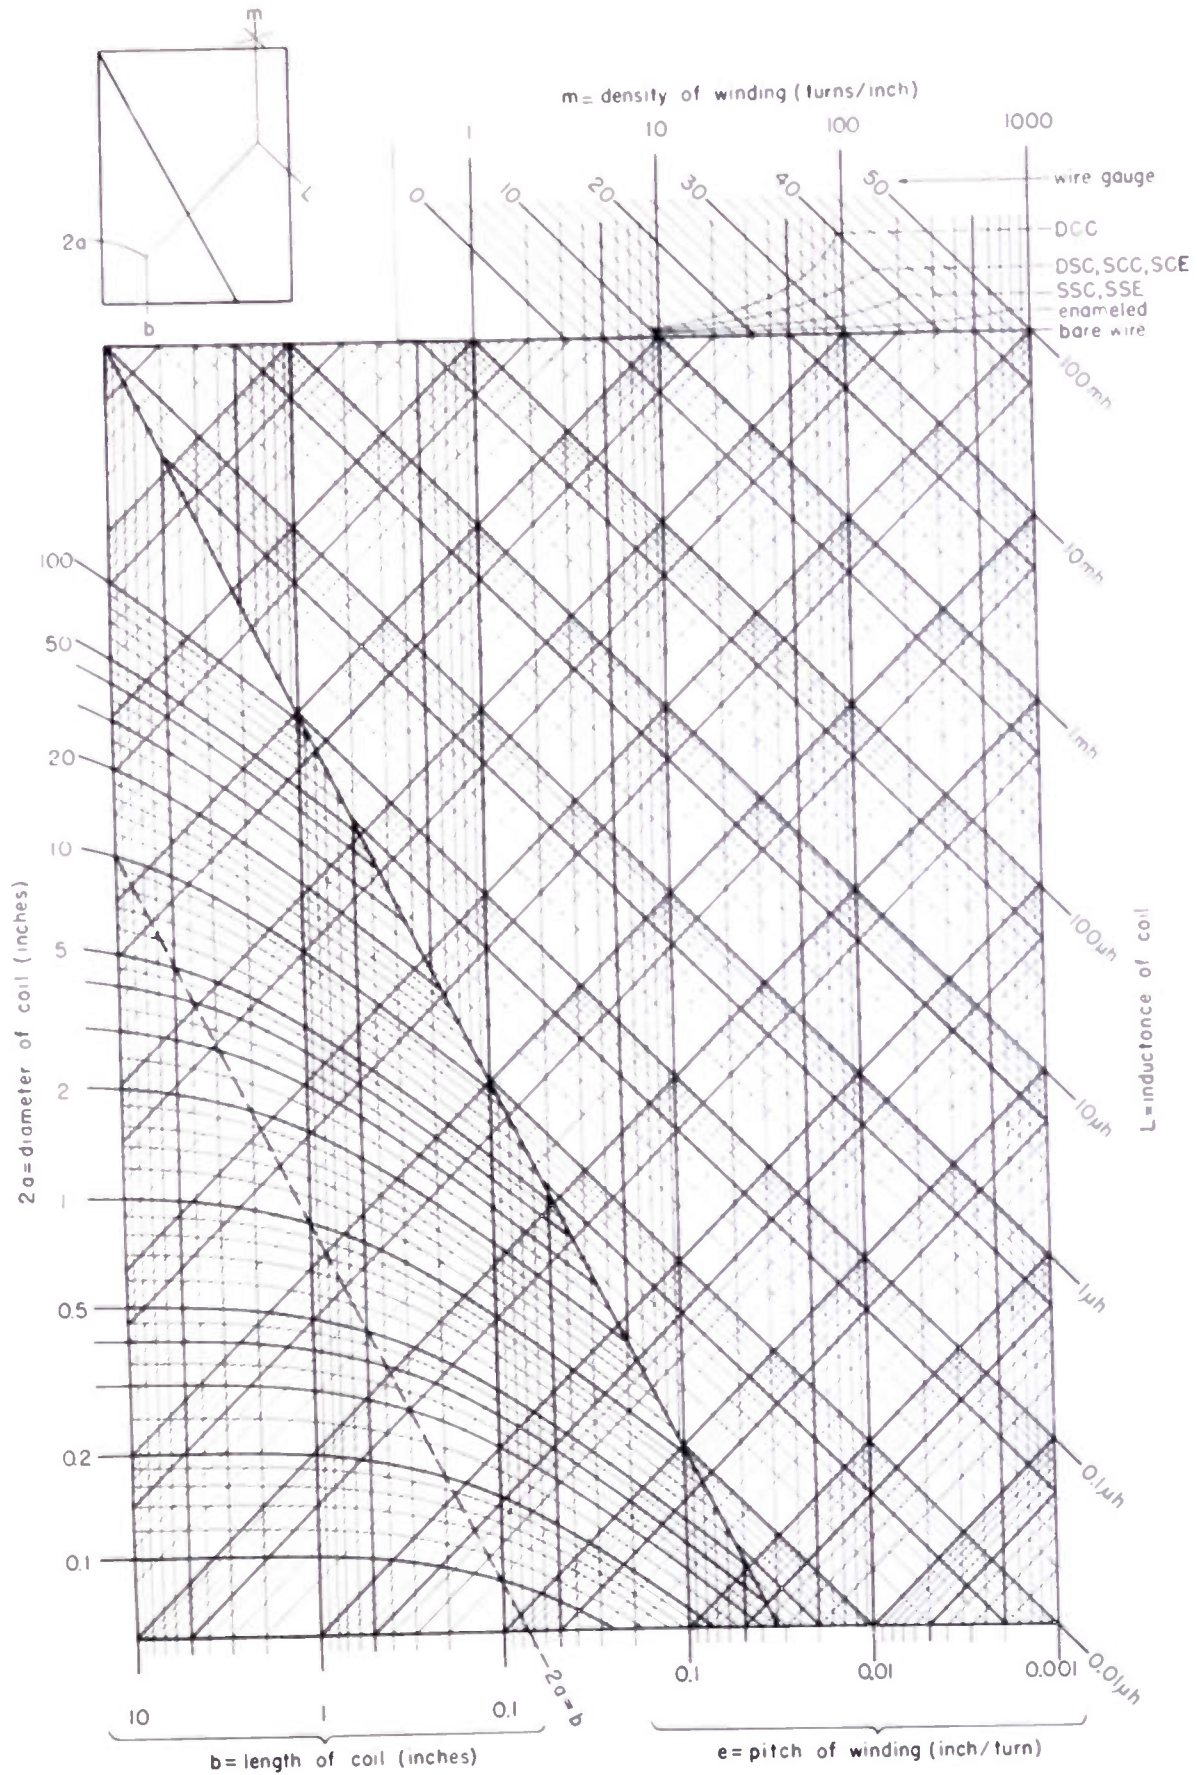 m
2a
L
b
m = density of winding (turns/inch)
1 10 100 1000
0 10 20 30 40 50
wire gauge
DCC
DSC, SCC, SCE
SSC, SSE
enameled
bare wire
100mh
10mh
1mh
100μh
10μh
1μh
0.1μh
0.01μh
L=inductance of coil
2a=diameter of coil (inches)
100
50
20
10
5
2
1
0.5
0.2
0.1
10 1 0.1
2a=b
0.1 0.01 0.001
b=length of coil (inches)
e=pitch of winding (inch/turn)